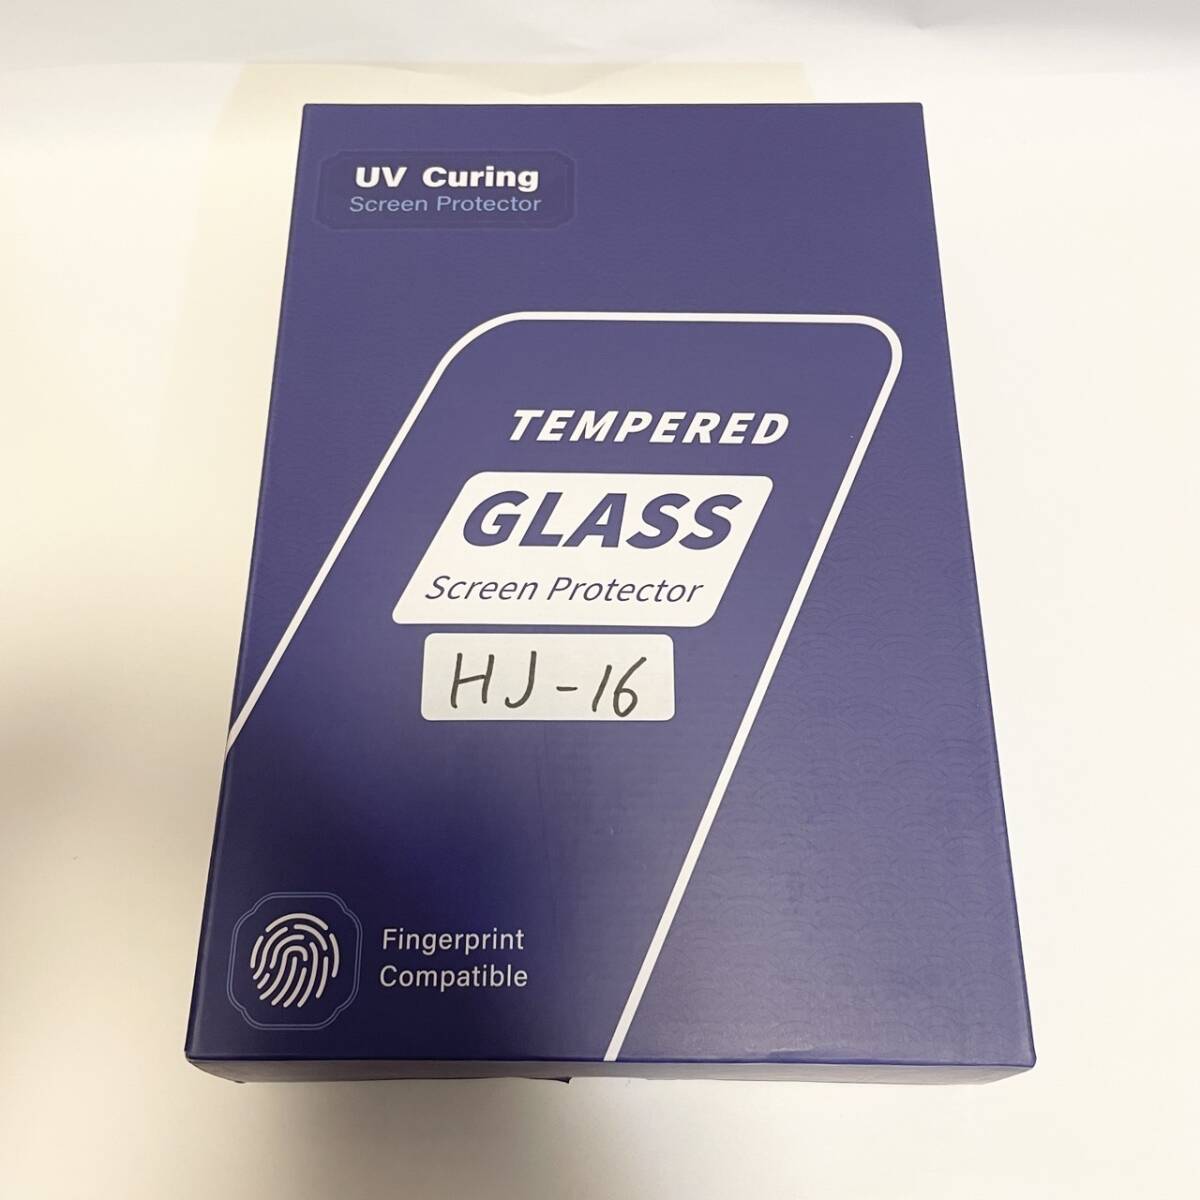 UV Curing
Screen Protector
TEMPERED
GLASS
Screen Protector
HJ-16
Fingerprint
Compatible